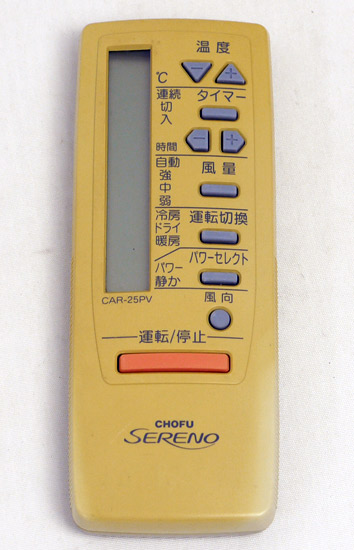 温度
− +
℃
連続 タイマー
切
入
時間 − +
自動 風量
強
中
弱
冷房 運転切換
ドライ
暖房
パワーセレクト
パワー
静か
風向
CAR-25PV
運転/停止
CHOFU
SERENO